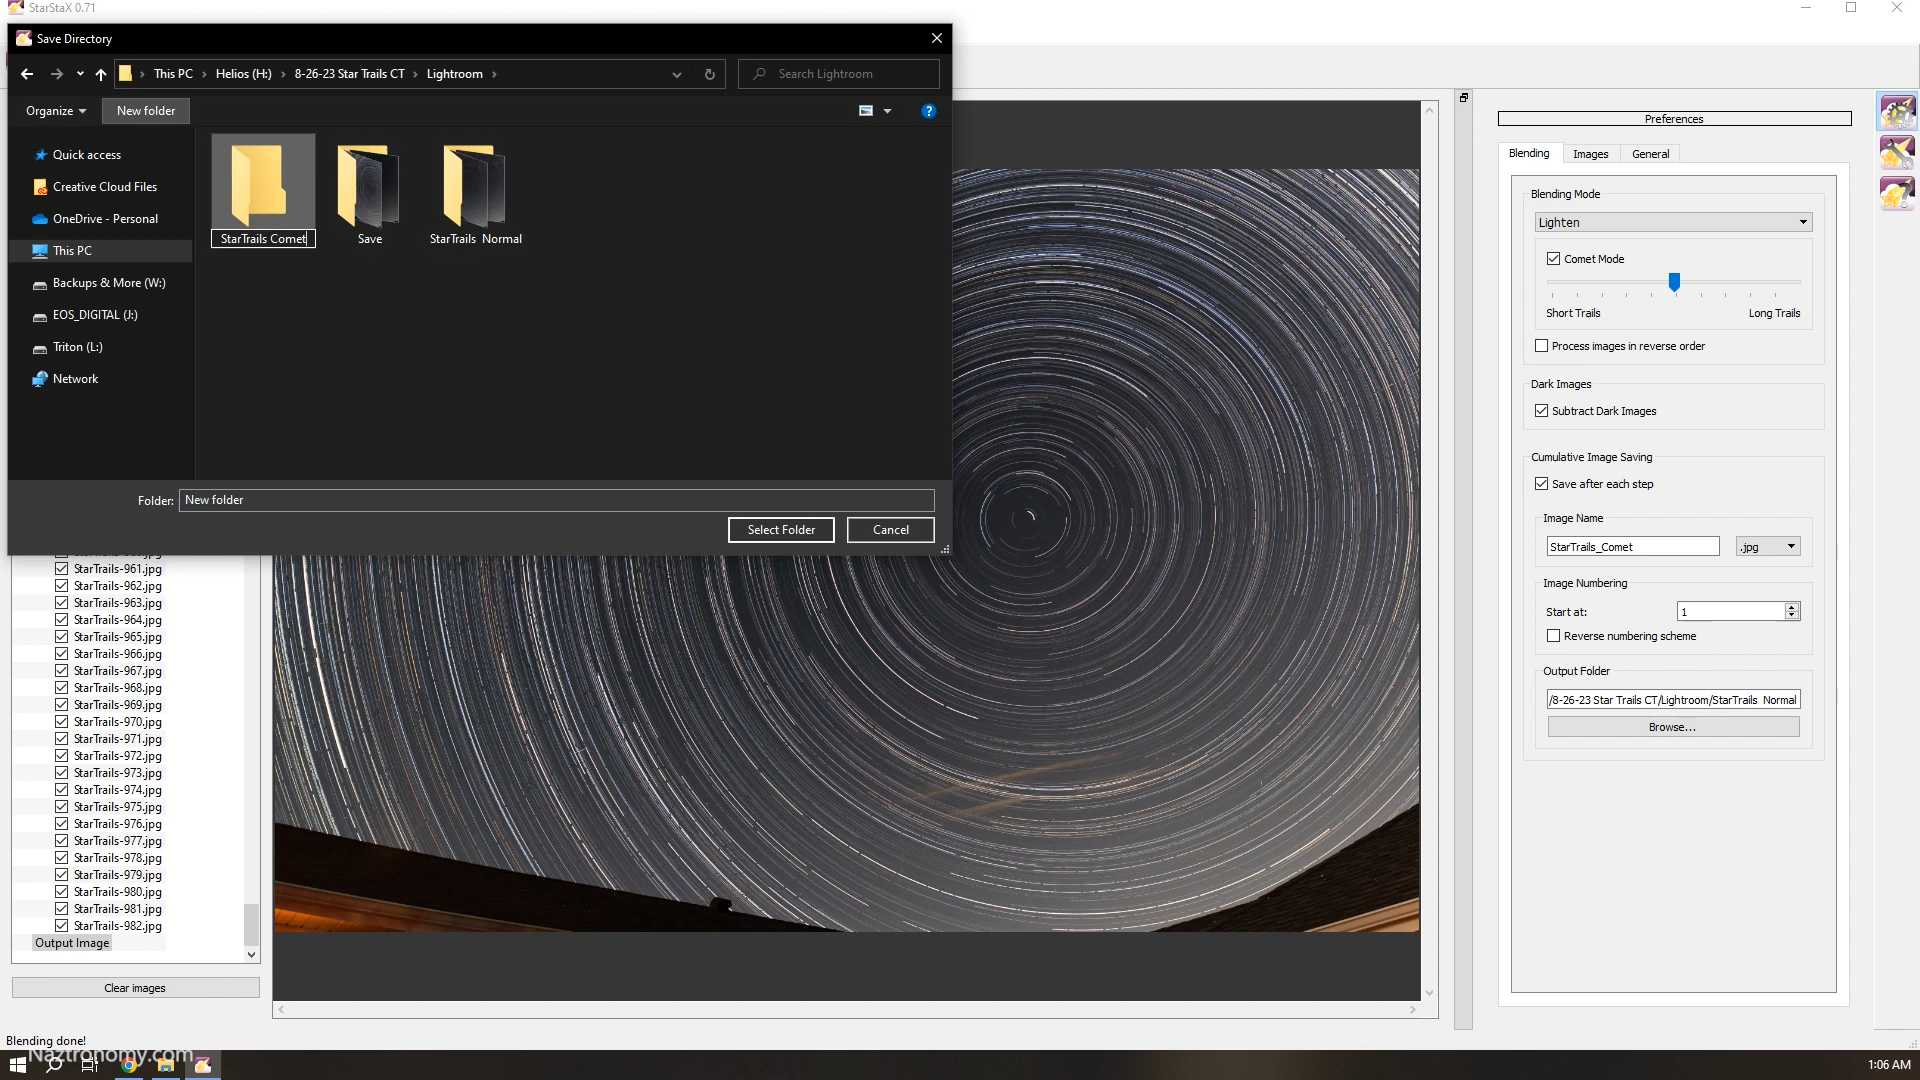 StarStaX 0.71
Save Directory
This PC > Helios (H:) > 8-26-23 Star Trails CT > Lightroom >
Search Lightroom
Organize
New folder
Quick access
Creative Cloud Files
OneDrive - Personal
This PC
Backups & More (W:)
EOS_DIGITAL (J:)
Triton (L:)
Network
StarTrails Comet
Save
StarTrails Normal
Folder: New folder
Select Folder
Cancel
StarTrails-961.jpg
StarTrails-962.jpg
StarTrails-963.jpg
StarTrails-964.jpg
StarTrails-965.jpg
StarTrails-966.jpg
StarTrails-967.jpg
StarTrails-968.jpg
StarTrails-969.jpg
StarTrails-970.jpg
StarTrails-971.jpg
StarTrails-972.jpg
StarTrails-973.jpg
StarTrails-974.jpg
StarTrails-975.jpg
StarTrails-976.jpg
StarTrails-977.jpg
StarTrails-978.jpg
StarTrails-979.jpg
StarTrails-980.jpg
StarTrails-981.jpg
StarTrails-982.jpg
Output Image
Clear images
Blending done!
Preferences
Blending
Images
General
Blending Mode
Lighten
Comet Mode
Short Trails
Long Trails
Process images in reverse order
Dark Images
Subtract Dark Images
Cumulative Image Saving
Save after each step
Image Name
StarTrails_Comet
.jpg
Image Numbering
Start at:
1
Reverse numbering scheme
Output Folder
/8-26-23 Star Trails CT/Lightroom/StarTrails Normal
Browse...
Naztronomy.com
1:06 AM